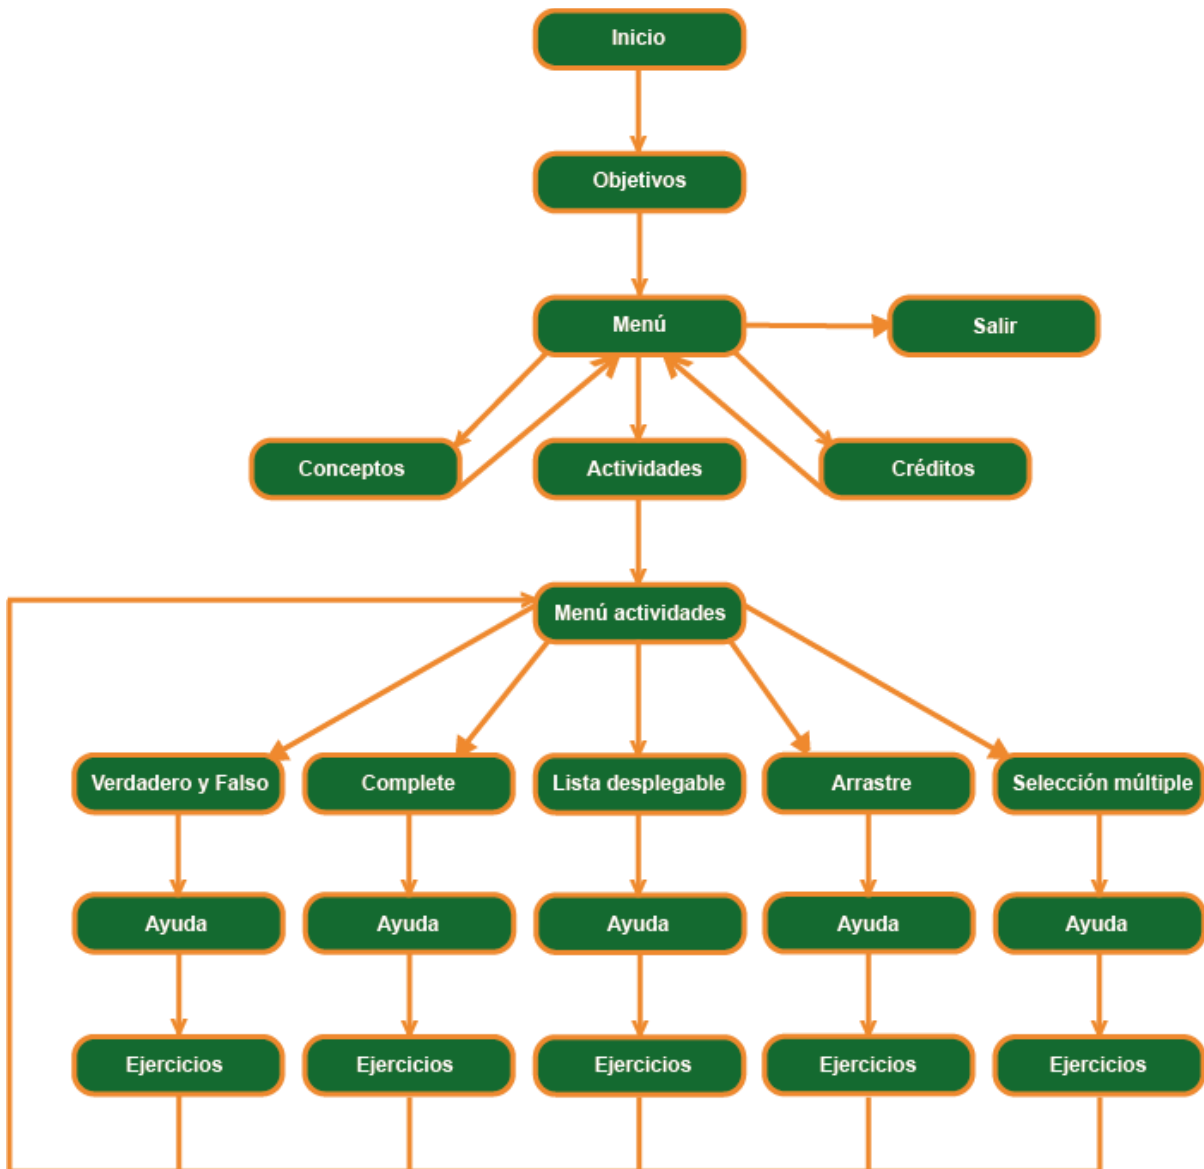 Inicio
Objetivos
Menú
Salir
Conceptos
Actividades
Créditos
Menú actividades
Verdadero y Falso
Complete
Lista desplegable
Arrastre
Selección múltiple
Ayuda
Ayuda
Ayuda
Ayuda
Ayuda
Ejercicios
Ejercicios
Ejercicios
Ejercicios
Ejercicios